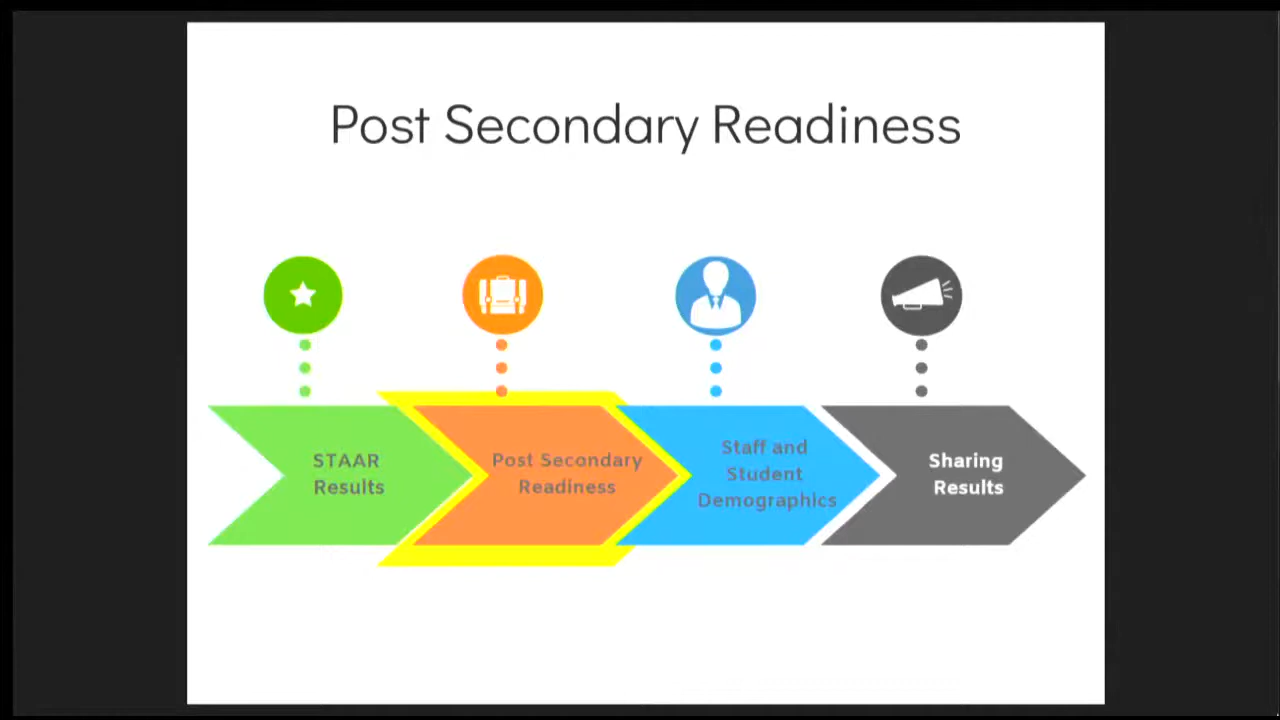 Post Secondary Readiness
STAAR
Results
Post Secondary
Readiness
Staff and
Student
Demographics
Sharing
Results